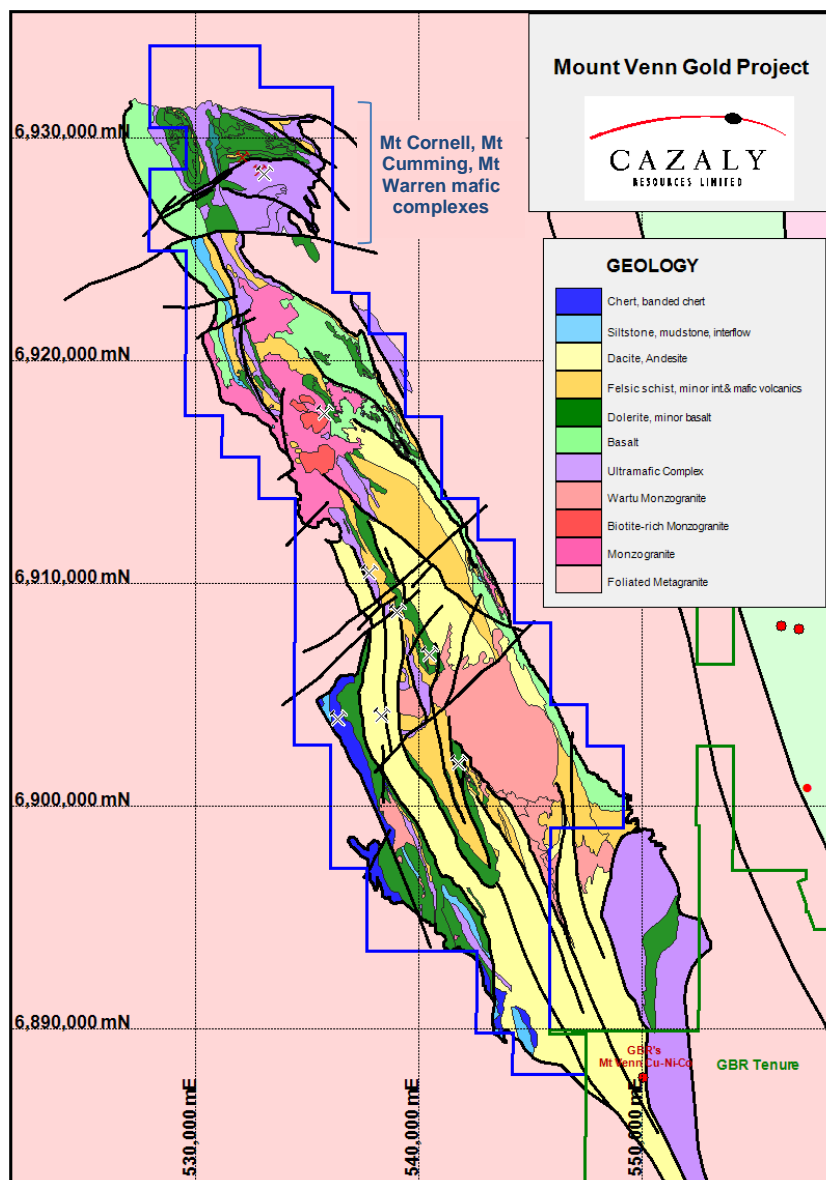 Mount Venn Gold Project
CAZALY
RESOURCES LIMITED
6,930,000 mN
Mt Cornell, Mt
Cumming, Mt
Warren mafic
complexes
GEOLOGY
Chert, banded chert
Siltstone, mudstone, interflow
Dacite, Andesite
Felsic schist, minor int.& mafic volcanics
Dolerite, minor basalt
Basalt
Ultramafic Complex
Wartu Monzogranite
Biotite-rich Monzogranite
Monzogranite
Foliated Metagranite
6,920,000 mN
6,910,000 mN
6,900,000 mN
6,890,000 mN
GBR's
Mt Venn Cu-Ni-Co
GBR Tenure
530,000 mE
540,000 mE
550,000 mE